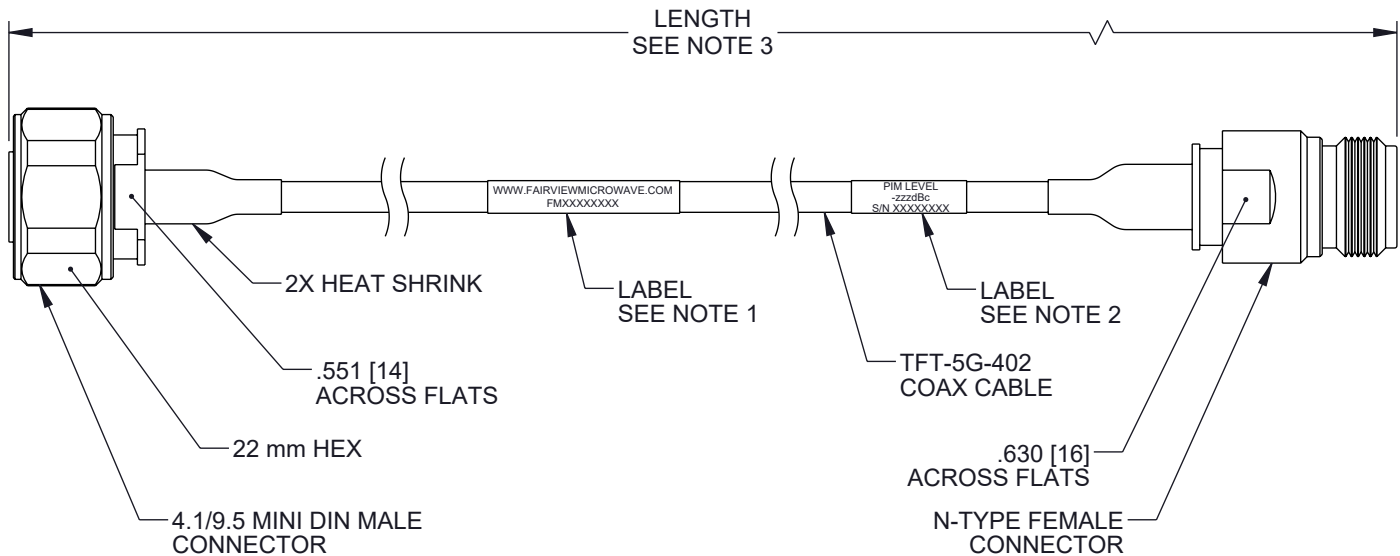 LENGTH
SEE NOTE 3
WWW.FAIRVIEWMICROWAVE.COM
FMXXXXXXXX
PIM LEVEL
-zzzdBc
S/N XXXXXXXX
2X HEAT SHRINK
LABEL
SEE NOTE 1
LABEL
SEE NOTE 2
.551 [14]
ACROSS FLATS
TFT-5G-402
COAX CABLE
22 mm HEX
.630 [16]
ACROSS FLATS
4.1/9.5 MINI DIN MALE
CONNECTOR
N-TYPE FEMALE
CONNECTOR